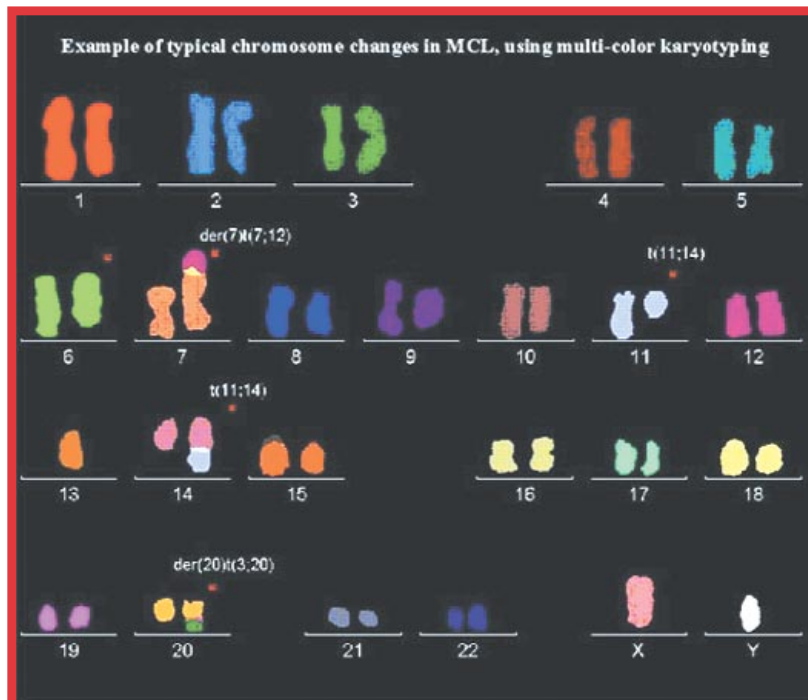 Example of typical chromosome changes in MCL, using multi-color karyotyping
1 2 3 4 5
der(7)t(7;12)
t(11;14)
6 7 8 9 10 11 12
t(11;14)
13 14 15 16 17 18
der(20)t(3;20)
19 20 21 22 X Y